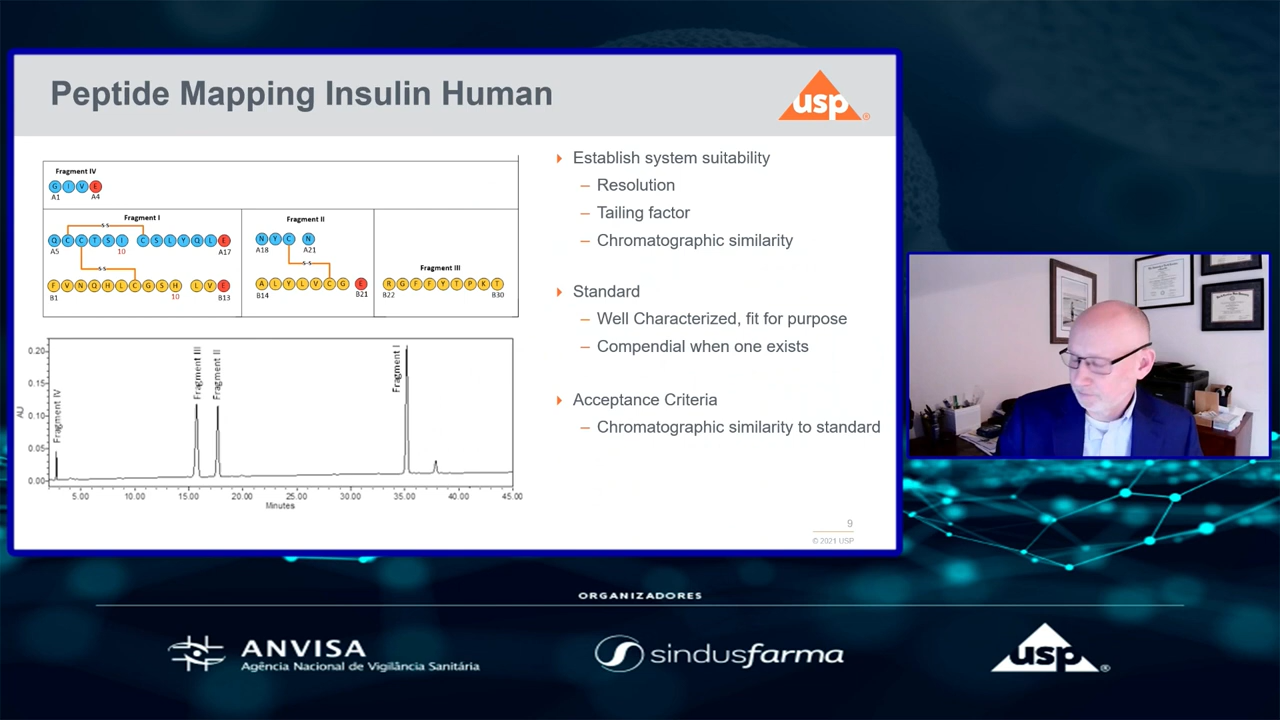 Peptide Mapping Insulin Human
usp®
Fragment IV
G I V E
A1 A4
Fragment I
S-S
Q C C T S I C S L Y Q L E
A5 10 A17
S-S
F V N Q H L C G S H L V E
B1 10 B13
Fragment II
N Y C N
A18 A21
S-S
A L Y L V C G E
B14 B21
Fragment III
R G F F Y T P K T
B22 B30
AU
0.20
0.15
0.10
0.05
0.00
Fragment IV
Fragment III
Fragment II
Fragment I
5.00 10.00 15.00 20.00 25.00 30.00 35.00 40.00 45.00
Minutes
Establish system suitability
– Resolution
– Tailing factor
– Chromatographic similarity
Standard
– Well Characterized, fit for purpose
– Compendial when one exists
Acceptance Criteria
– Chromatographic similarity to standard
9
© 2021 USP
ORGANIZADORES
ANVISA
Agência Nacional de Vigilância Sanitária
sindusfarma
usp®